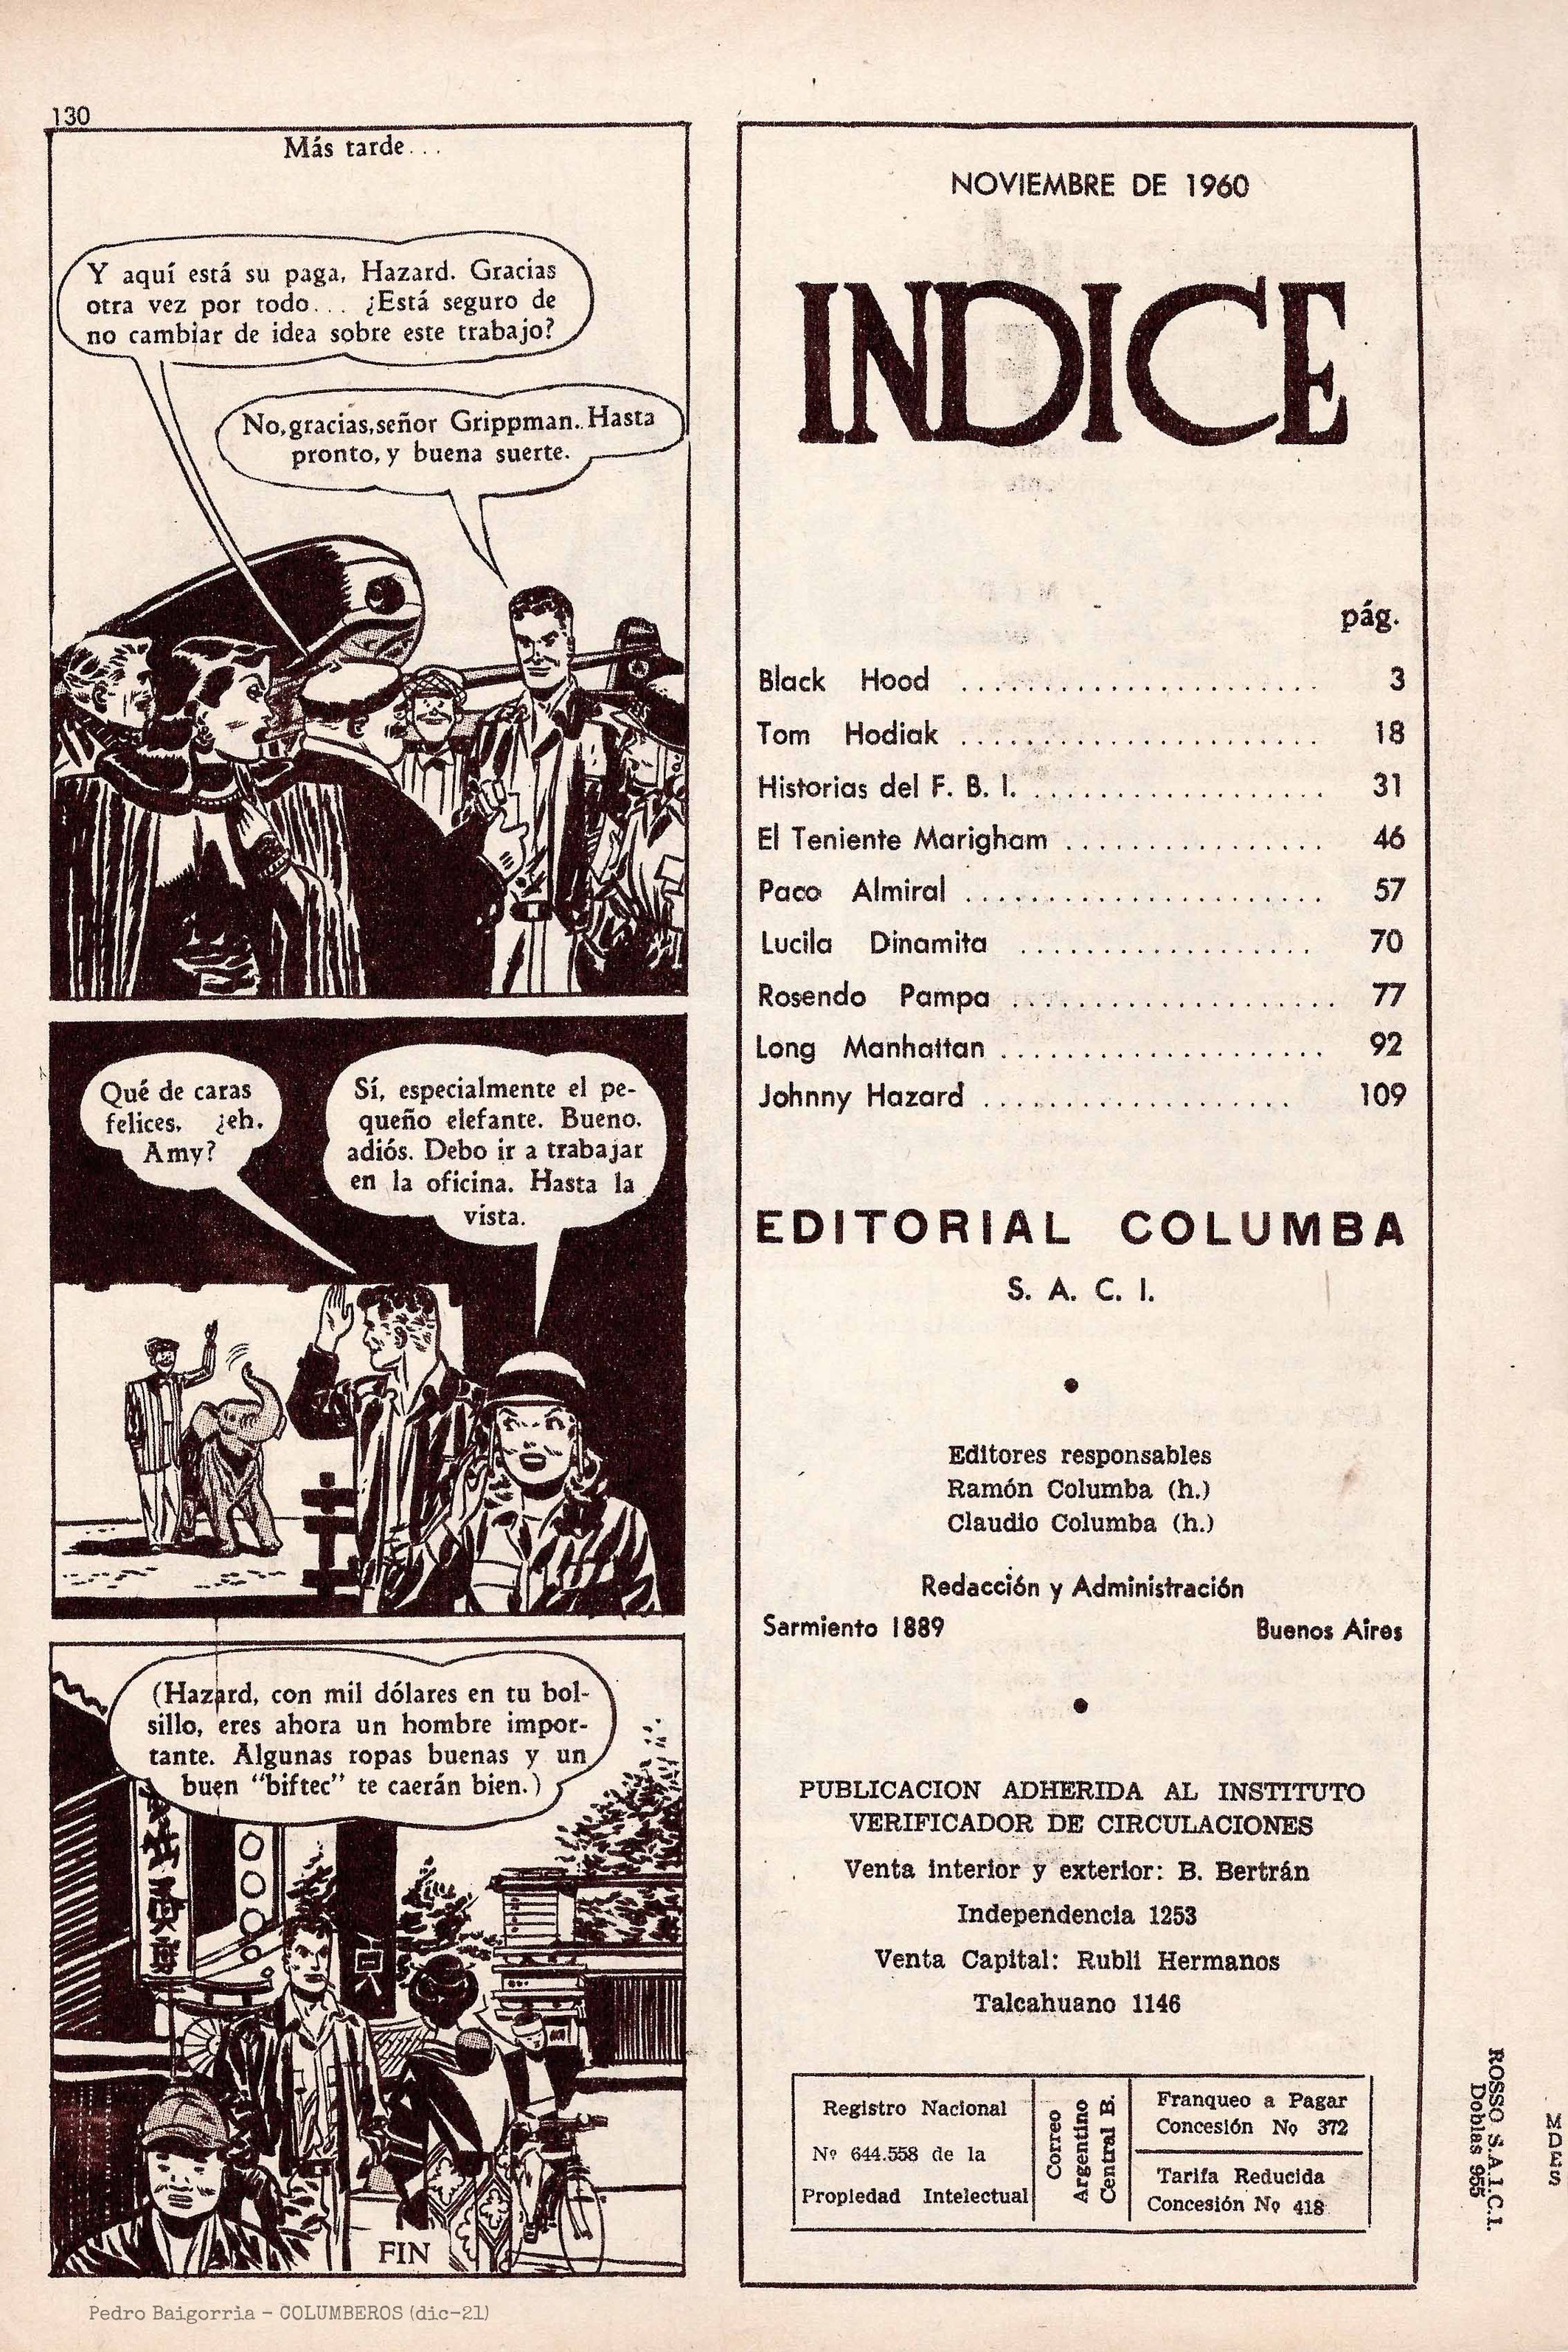 130
Más tarde...
Y aquí está su paga, Hazard. Gracias
otra vez por todo... ¿Está seguro de
no cambiar de idea sobre este trabajo?
No, gracias, señor Grippman. Hasta
pronto, y buena suerte.
Qué de caras
felices, ¿eh,
Amy?
Sí, especialmente el pe-
queño elefante. Bueno,
adiós. Debo ir a trabajar
en la oficina. Hasta la
vista.
(Hazard, con mil dólares en tu bol-
sillo, eres ahora un hombre impor-
tante. Algunas ropas buenas y un
buen "biftec" te caerán bien.)
FIN
NOVIEMBRE DE 1960
INDICE
pág.
Black Hood ...................... 3
Tom Hodiak ...................... 18
Historias del F. B. I. .................. 31
El Teniente Marigham ................ 46
Paco Almiral ...................... 57
Lucila Dinamita .................. 70
Rosendo Pampa .................... 77
Long Manhattan .................... 92
Johnny Hazard ................... 109
EDITORIAL COLUMBA
S. A. C. I.
Editores responsables
Ramón Columba (h.)
Claudio Columba (h.)
Redacción y Administración
Sarmiento 1889 Buenos Aires
PUBLICACION ADHERIDA AL INSTITUTO
VERIFICADOR DE CIRCULACIONES
Venta interior y exterior: B. Bertrán
Independencia 1253
Venta Capital: Rubli Hermanos
Talcahuano 1146
Registro Nacional
Nº 644.558 de la
Propiedad Intelectual
Correo
Argentino
Central B.
Franqueo a Pagar
Concesión Nº 372
Tarifa Reducida
Concesión Nº 418
ROSSO S.A.I.C.I.
Doblas 955
MDES
Pedro Baigorria - COLUMBEROS (dic-21)